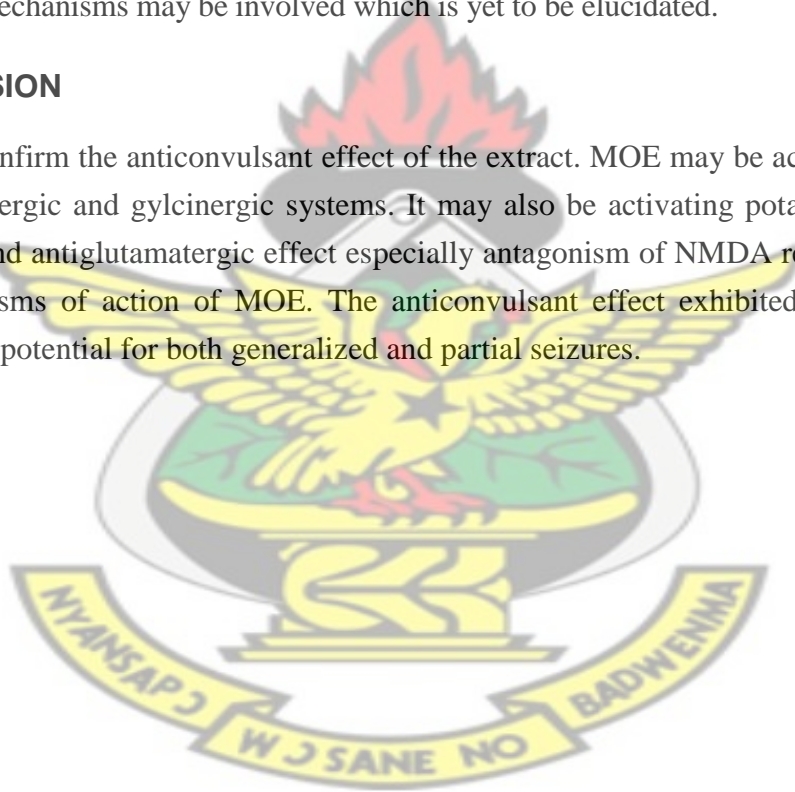 echanisms may be involved which is yet to be elucidated.
SION
nfirm the anticonvulsant effect of the extract. MOE may be ac
ergic and gylcinergic systems. It may also be activating pota
nd antiglutamatergic effect especially antagonism of NMDA re
sms of action of MOE. The anticonvulsant effect exhibited
potential for both generalized and partial seizures.
NYANSAPƆ
WƆSANE NO
BADWENMA